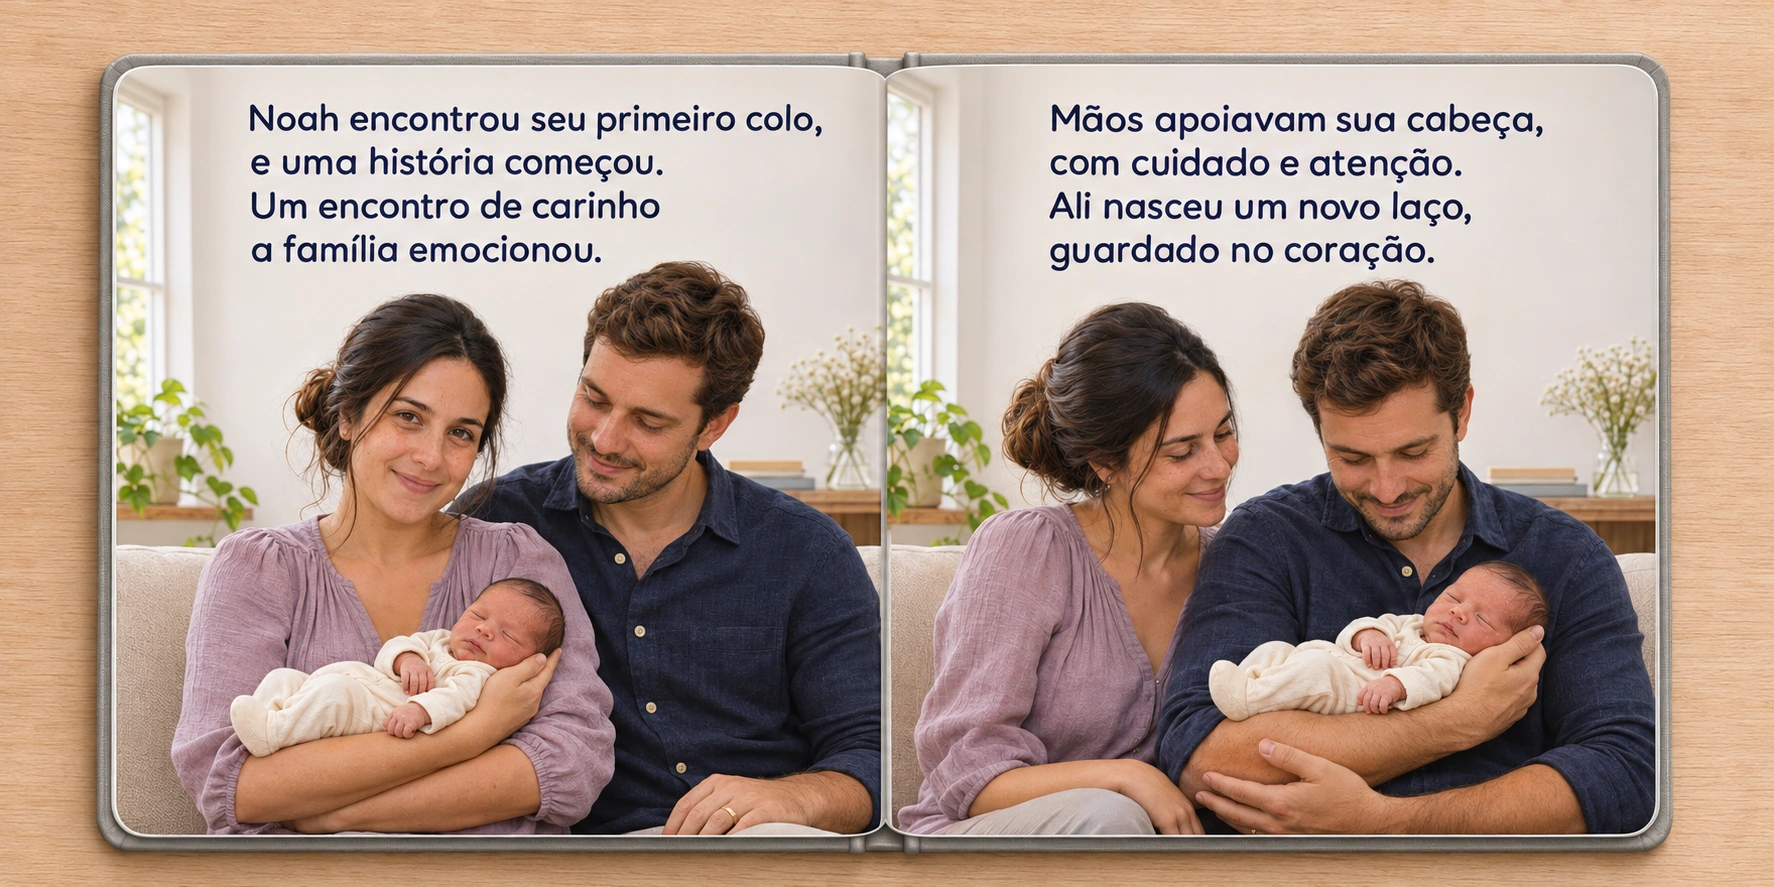 Noah encontrou seu primeiro colo,
e uma história começou.
Um encontro de carinho
a família emocionou.
Mãos apoiavam sua cabeça,
com cuidado e atenção.
Ali nasceu um novo laço,
guardado no coração.